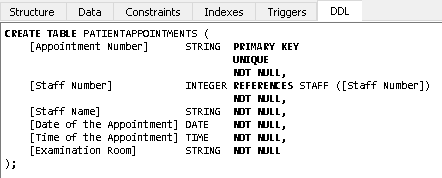 Structure Data Constraints Indexes Triggers DDL
CREATE TABLE PATIENTAPPOINTMENTS (
[Appointment Number] STRING PRIMARY KEY
UNIQUE
NOT NULL,
[Staff Number] INTEGER REFERENCES STAFF ([Staff Number])
NOT NULL,
[Staff Name] STRING NOT NULL,
[Date of the Appointment] DATE NOT NULL,
[Time of the Appointment] TIME NOT NULL,
[Examination Room] STRING NOT NULL
);